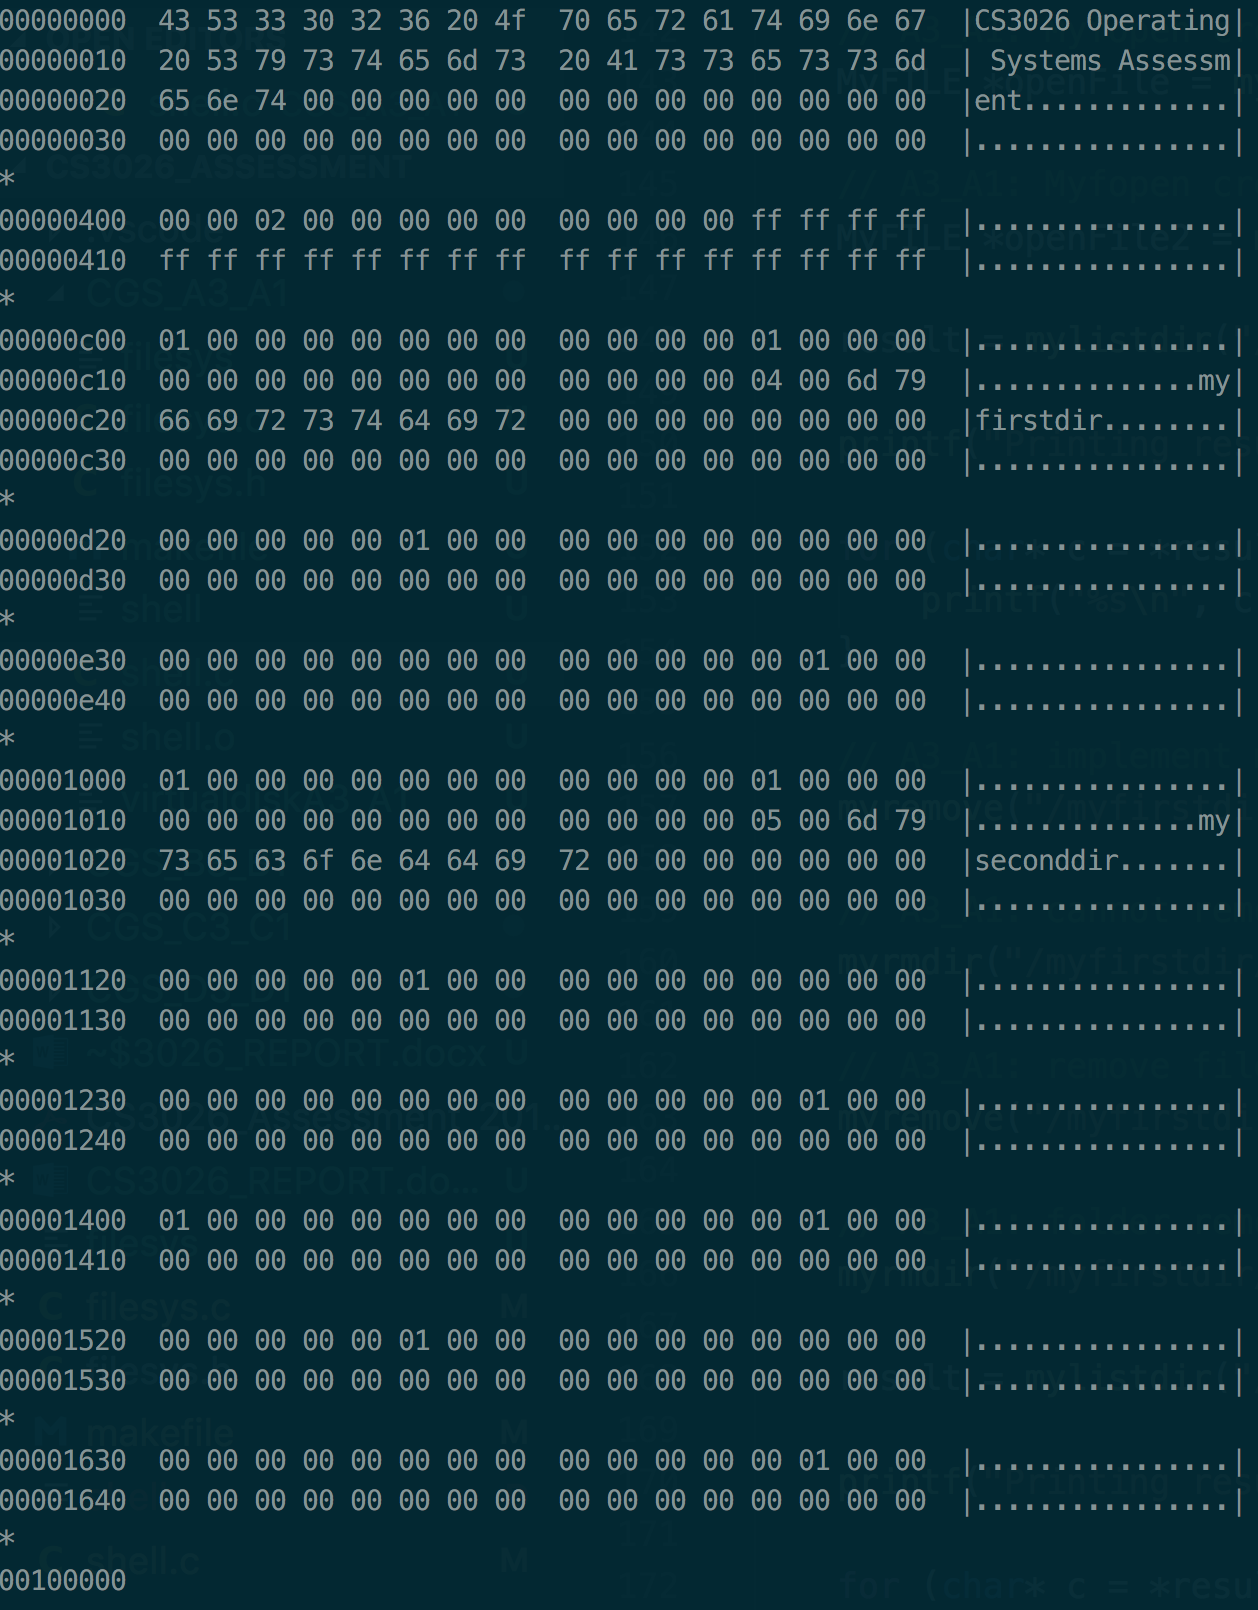 00000000  43 53 33 30 32 36 20 4f  70 65 72 61 74 69 6e 67  |CS3026 Operating|
00000010  20 53 79 73 74 65 6d 73  20 41 73 73 65 73 73 6d  | Systems Assessm|
00000020  65 6e 74 00 00 00 00 00  00 00 00 00 00 00 00 00  |ent.............|
00000030  00 00 00 00 00 00 00 00  00 00 00 00 00 00 00 00  |................|
*
00000400  00 00 02 00 00 00 00 00  00 00 00 00 ff ff ff ff  |................|
00000410  ff ff ff ff ff ff ff ff  ff ff ff ff ff ff ff ff  |................|
*
00000c00  01 00 00 00 00 00 00 00  00 00 00 00 01 00 00 00  |................|
00000c10  00 00 00 00 00 00 00 00  00 00 00 00 04 00 6d 79  |..............my|
00000c20  66 69 72 73 74 64 69 72  00 00 00 00 00 00 00 00  |firstdir........|
00000c30  00 00 00 00 00 00 00 00  00 00 00 00 00 00 00 00  |................|
*
00000d20  00 00 00 00 00 01 00 00  00 00 00 00 00 00 00 00  |................|
00000d30  00 00 00 00 00 00 00 00  00 00 00 00 00 00 00 00  |................|
*
00000e30  00 00 00 00 00 00 00 00  00 00 00 00 00 01 00 00  |................|
00000e40  00 00 00 00 00 00 00 00  00 00 00 00 00 00 00 00  |................|
*
00001000  01 00 00 00 00 00 00 00  00 00 00 00 01 00 00 00  |................|
00001010  00 00 00 00 00 00 00 00  00 00 00 00 05 00 6d 79  |..............my|
00001020  73 65 63 6f 6e 64 64 69  72 00 00 00 00 00 00 00  |seconddir.......|
00001030  00 00 00 00 00 00 00 00  00 00 00 00 00 00 00 00  |................|
*
00001120  00 00 00 00 00 01 00 00  00 00 00 00 00 00 00 00  |................|
00001130  00 00 00 00 00 00 00 00  00 00 00 00 00 00 00 00  |................|
*
00001230  00 00 00 00 00 00 00 00  00 00 00 00 00 01 00 00  |................|
00001240  00 00 00 00 00 00 00 00  00 00 00 00 00 00 00 00  |................|
*
00001400  01 00 00 00 00 00 00 00  00 00 00 00 00 01 00 00  |................|
00001410  00 00 00 00 00 00 00 00  00 00 00 00 00 00 00 00  |................|
*
00001520  00 00 00 00 00 01 00 00  00 00 00 00 00 00 00 00  |................|
00001530  00 00 00 00 00 00 00 00  00 00 00 00 00 00 00 00  |................|
*
00001630  00 00 00 00 00 00 00 00  00 00 00 00 00 01 00 00  |................|
00001640  00 00 00 00 00 00 00 00  00 00 00 00 00 00 00 00  |................|
*
00100000